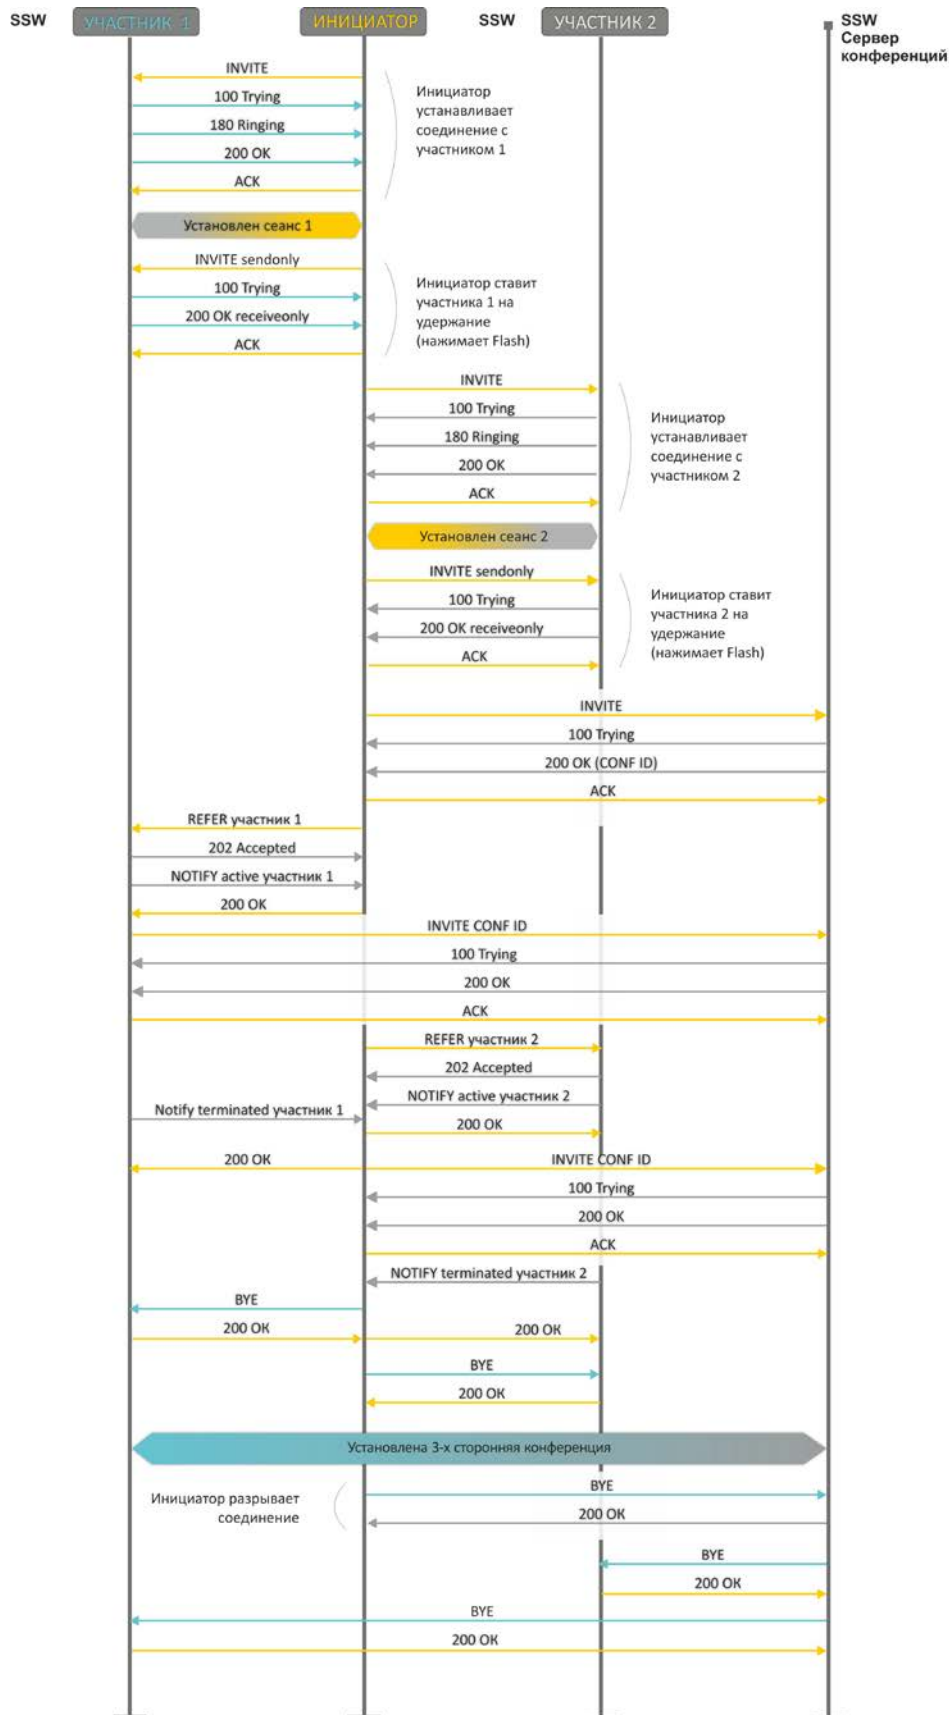 SSW
УЧАСТНИК 1
ИНИЦИАТОР
SSW
УЧАСТНИК 2
SSW
Сервер
конференций
INVITE
100 Trying
180 Ringing
200 OK
ACK
Инициатор
устанавливает
соединение с
участником 1
Установлен сеанс 1
INVITE sendonly
100 Trying
200 OK receiveonly
ACK
Инициатор ставит
участника 1 на
удержание
(нажимает Flash)
INVITE
100 Trying
180 Ringing
200 OK
ACK
Инициатор
устанавливает
соединение с
участником 2
Установлен сеанс 2
INVITE sendonly
100 Trying
200 OK receiveonly
ACK
Инициатор ставит
участника 2 на
удержание
(нажимает Flash)
INVITE
100 Trying
200 OK (CONF ID)
ACK
REFER участник 1
202 Accepted
NOTIFY active участник 1
200 OK
INVITE CONF ID
100 Trying
200 OK
ACK
REFER участник 2
202 Accepted
NOTIFY active участник 2
Notify terminated участник 1
200 OK
200 OK
INVITE CONF ID
100 Trying
200 OK
ACK
NOTIFY terminated участник 2
BYE
200 OK
200 OK
BYE
200 OK
Установлена 3-х сторонняя конференция
Инициатор разрывает
соединение
BYE
200 OK
BYE
200 OK
BYE
200 OK